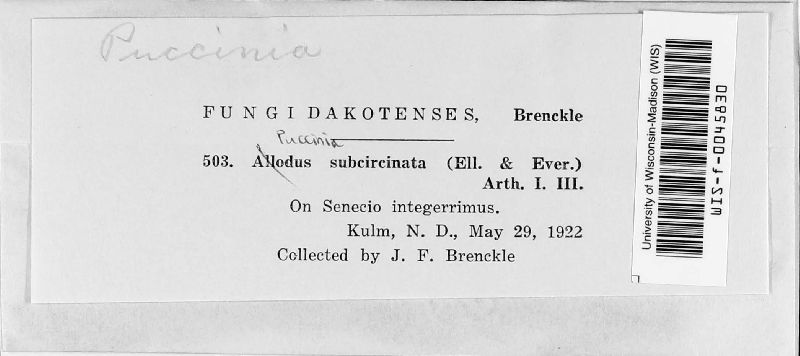 Puccinia
FUNGI DAKOTENSES, Brenckle
Puccinia
503. Allodus subcircinata (Ell. & Ever.)
Arth. I. III.
On Senecio integerrimus.
Kulm, N. D., May 29, 1922
Collected by J. F. Brenckle
University of Wisconsin-Madison (WIS)
WIS-f-0045830